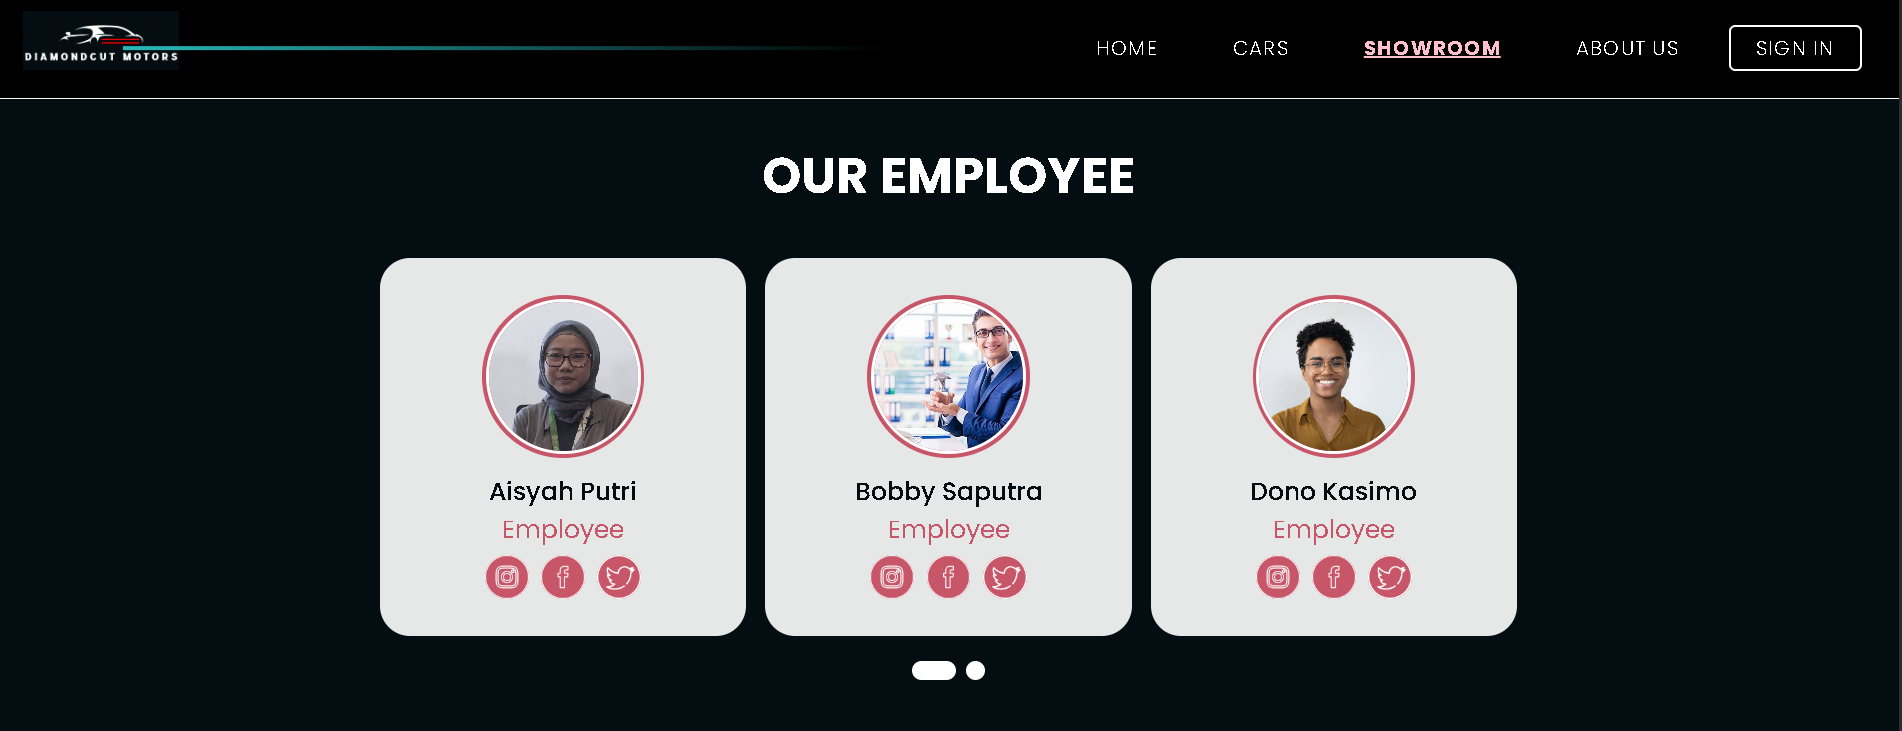 DIAMONDCUT MOTORS
HOME CARS SHOWROOM ABOUT US SIGN IN
OUR EMPLOYEE
Aisyah Putri Bobby Saputra Dono Kasimo
Employee Employee Employee